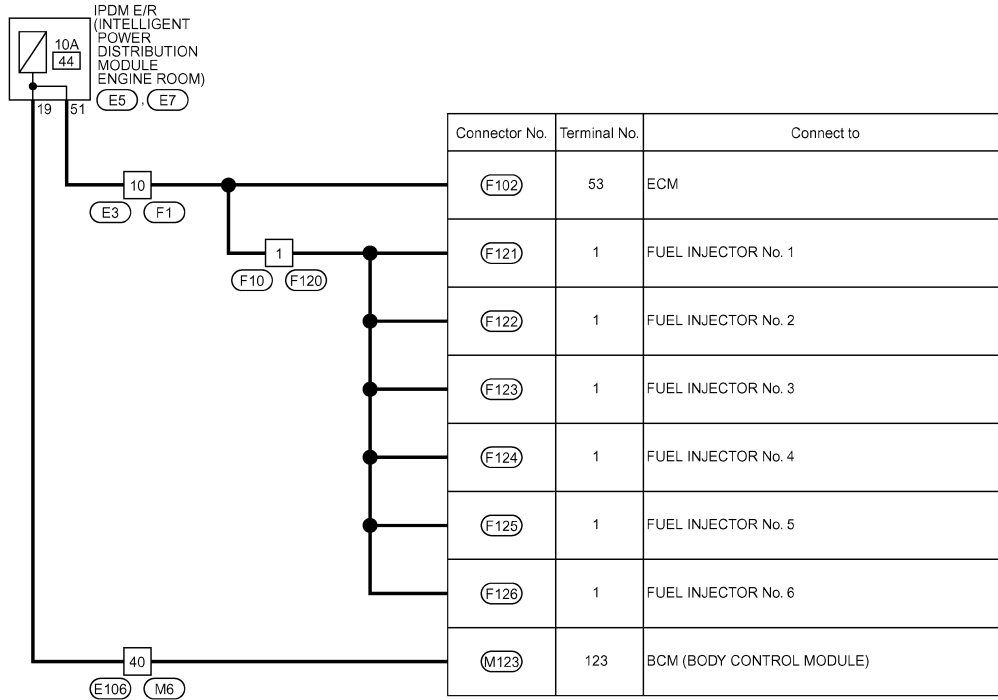 IPDM E/R
(INTELLIGENT
POWER
DISTRIBUTION
MODULE
ENGINE ROOM)
10A
44
E5 , E7
19 51
Connector No. Terminal No. Connect to
10
E3 F1
F102 53 ECM
1
F10 F120
F121 1 FUEL INJECTOR No. 1
F122 1 FUEL INJECTOR No. 2
F123 1 FUEL INJECTOR No. 3
F124 1 FUEL INJECTOR No. 4
F125 1 FUEL INJECTOR No. 5
F126 1 FUEL INJECTOR No. 6
40
E106 M6
M123 123 BCM (BODY CONTROL MODULE)